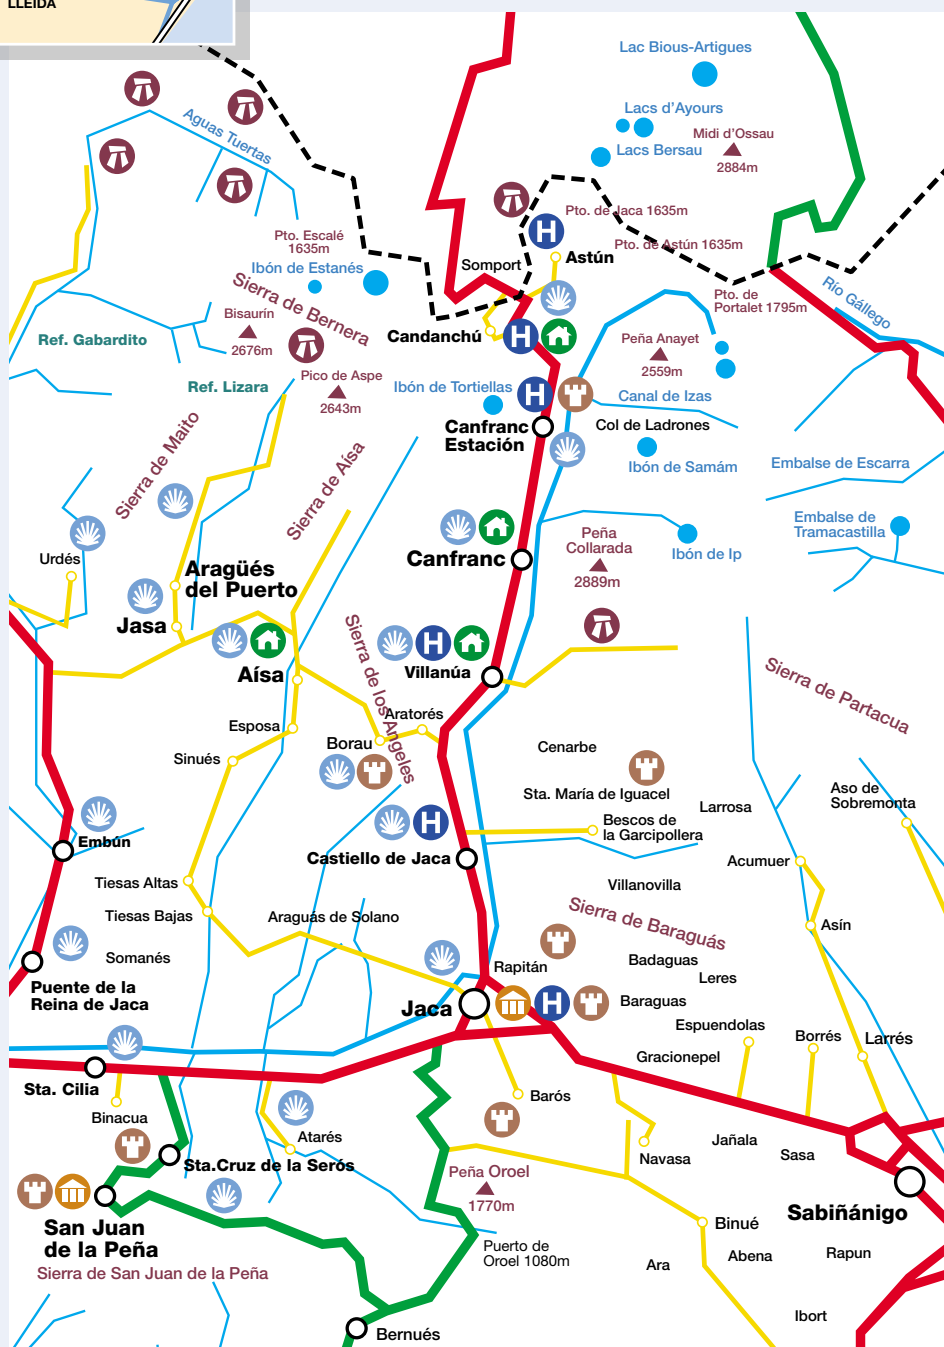 LLEIDA
Lac Bious-Artigues
Lacs d'Ayours
Midi d'Ossau
2884m
Lacs Bersau
Aguas Tuertas
Pto. de Jaca 1635m
Pto. Escalé
1635m
Pto. de Astún 1635m
Astún
Somport
Ibón de Estanés
Sierra de Bernera
Pto. de
Portalet 1795m
Río Gállego
Bisaurín
2676m
Candanchú
H
H
Ref. Gabardito
Peña Anayet
2559m
Pico de Aspe
2643m
Ref. Lizara
Ibón de Tortiellas
H
Canal de Izas
Canfranc
Estación
Col de Ladrones
Sierra de Maito
Sierra de Aísa
Ibón de Samám
Embalse de Escarra
Embalse de
Tramacastilla
Urdés
Canfranc
Peña
Collarada
2889m
Ibón de Ip
Aragüés
del Puerto
Jasa
Aísa
H
Villanúa
Sierra de los Angeles
Sierra de Partacua
Esposa
Aratorés
Borau
Sinués
Cenarbe
Sta. María de Iguacel
Larrosa
Aso de
Sobremonta
Embún
H
Bescos de
la Garcipollera
Castiello de Jaca
Acumuer
Tiesas Altas
Villanovilla
Tiesas Bajas
Araguás de Solano
Sierra de Baraguás
Asín
Somanés
Rapitán
Badaguas
Leres
Puente de la
Reina de Jaca
Jaca
H
Baraguas
Espuendolas
Borrés
Larrés
Gracionepel
Sta. Cilia
Barós
Binacua
Atarés
Jañala
Sasa
Navasa
Sta.Cruz de la Serós
Peña Oroel
1770m
San Juan
de la Peña
Sabiñánigo
Binué
Puerto de
Oroel 1080m
Ara
Abena
Rapun
Sierra de San Juan de la Peña
Ibort
Bernués